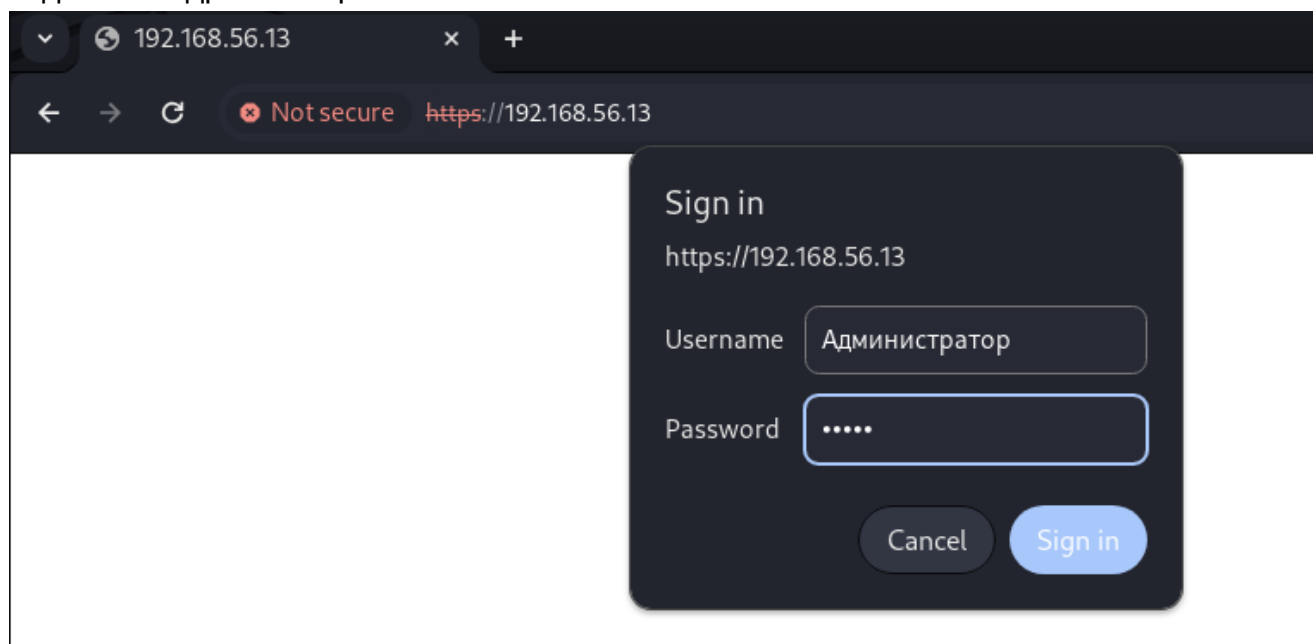 192.168.56.13
Not secure https://192.168.56.13
Sign in
https://192.168.56.13
Username Администратор
Password •••••
Cancel Sign in